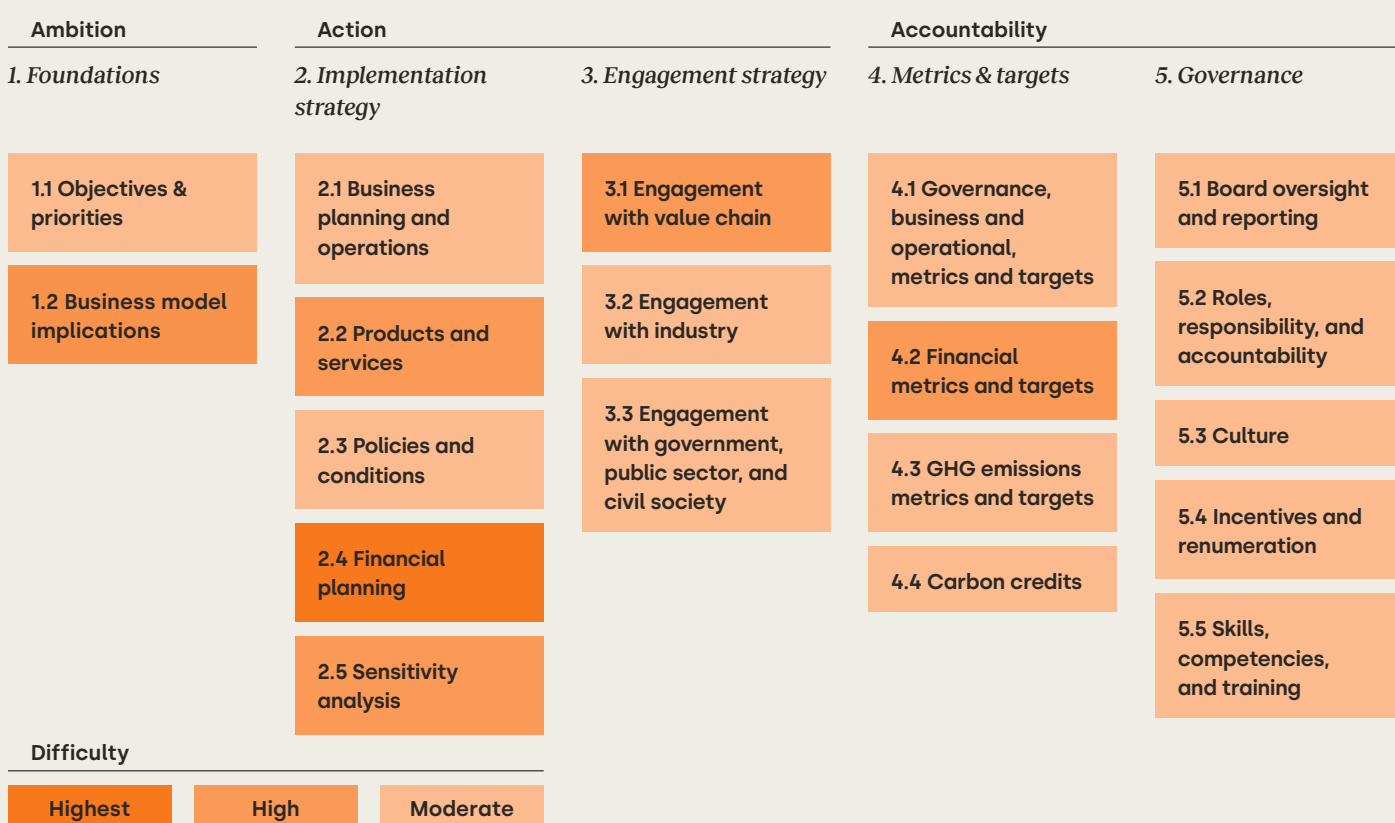 Ambition
1. Foundations
1.1 Objectives &
priorities
1.2 Business model
implications
Action
2. Implementation
strategy
2.1 Business
planning and
operations
2.2 Products and
services
2.3 Policies and
conditions
2.4 Financial
planning
2.5 Sensitivity
analysis
3. Engagement strategy
3.1 Engagement
with value chain
3.2 Engagement
with industry
3.3 Engagement
with government,
public sector, and
civil society
Accountability
4. Metrics & targets
4.1 Governance,
business and
operational,
metrics and targets
4.2 Financial
metrics and targets
4.3 GHG emissions
metrics and targets
4.4 Carbon credits
5. Governance
5.1 Board oversight
and reporting
5.2 Roles,
responsibility, and
accountability
5.3 Culture
5.4 Incentives and
renumeration
5.5 Skills,
competencies,
and training
Difficulty
Highest
High
Moderate